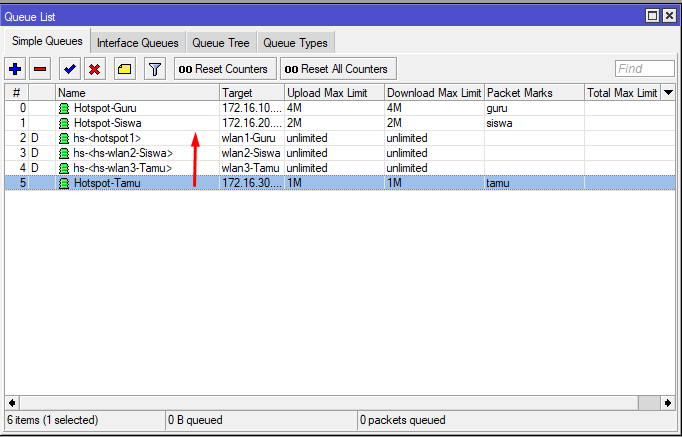 Queue List
Simple Queues Interface Queues Queue Tree Queue Types
00 Reset Counters 00 Reset All Counters Find
# Name Target Upload Max Limit Download Max Limit Packet Marks Total Max Limit
0 Hotspot-Guru 172.16.10.... 4M 4M guru
1 Hotspot-Siswa 172.16.20.... 2M 2M siswa
2 D hs-<hotspot1> wlan1-Guru unlimited unlimited
3 D hs-<hs-wlan2-Siswa> wlan2-Siswa unlimited unlimited
4 D hs-<hs-wlan3-Tamu> wlan3-Tamu unlimited unlimited
5 Hotspot-Tamu 172.16.30.... 1M 1M tamu
6 items (1 selected) 0 B queued 0 packets queued